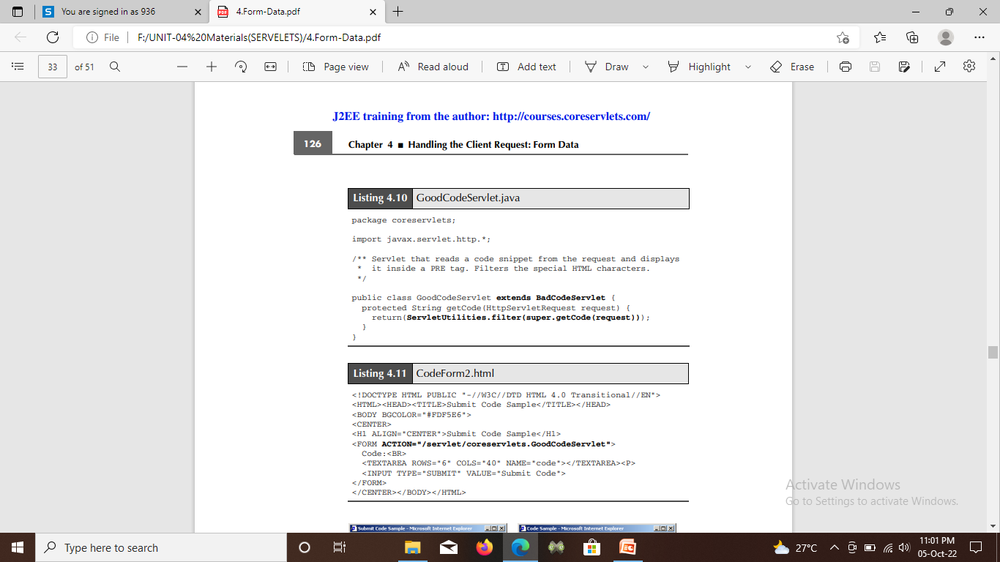 You are signed in as 936
4.Form-Data.pdf
File
F:/UNIT-04%20Materials(SERVELETS)/4.Form-Data.pdf
33 of 51
Page view
Read aloud
Add text
Draw
Highlight
Erase
J2EE training from the author: http://courses.coreservlets.com/
126 Chapter 4 ■ Handling the Client Request: Form Data
Listing 4.10 GoodCodeServlet.java
package coreservlets;
import javax.servlet.http.*;
/** Servlet that reads a code snippet from the request and displays
 *  it inside a PRE tag. Filters the special HTML characters.
 */
public class GoodCodeServlet extends BadCodeServlet {
  protected String getCode(HttpServletRequest request) {
    return(ServletUtilities.filter(super.getCode(request)));
  }
}
Listing 4.11 CodeForm2.html
<!DOCTYPE HTML PUBLIC "-//W3C//DTD HTML 4.0 Transitional//EN">
<HTML><HEAD><TITLE>Submit Code Sample</TITLE></HEAD>
<BODY BGCOLOR="#FDF5E6">
<CENTER>
<H1 ALIGN="CENTER">Submit Code Sample</H1>
<FORM ACTION="/servlet/coreservlets.GoodCodeServlet">
  Code:<BR>
  <TEXTAREA ROWS="6" COLS="40" NAME="code"></TEXTAREA><P>
  <INPUT TYPE="SUBMIT" VALUE="Submit Code">
</FORM>
</CENTER></BODY></HTML>
Submit Code Sample - Microsoft Internet Explorer
Code Sample - Microsoft Internet Explorer
Activate Windows
Go to Settings to activate Windows.
Type here to search
27°C
11:01 PM
05-Oct-22